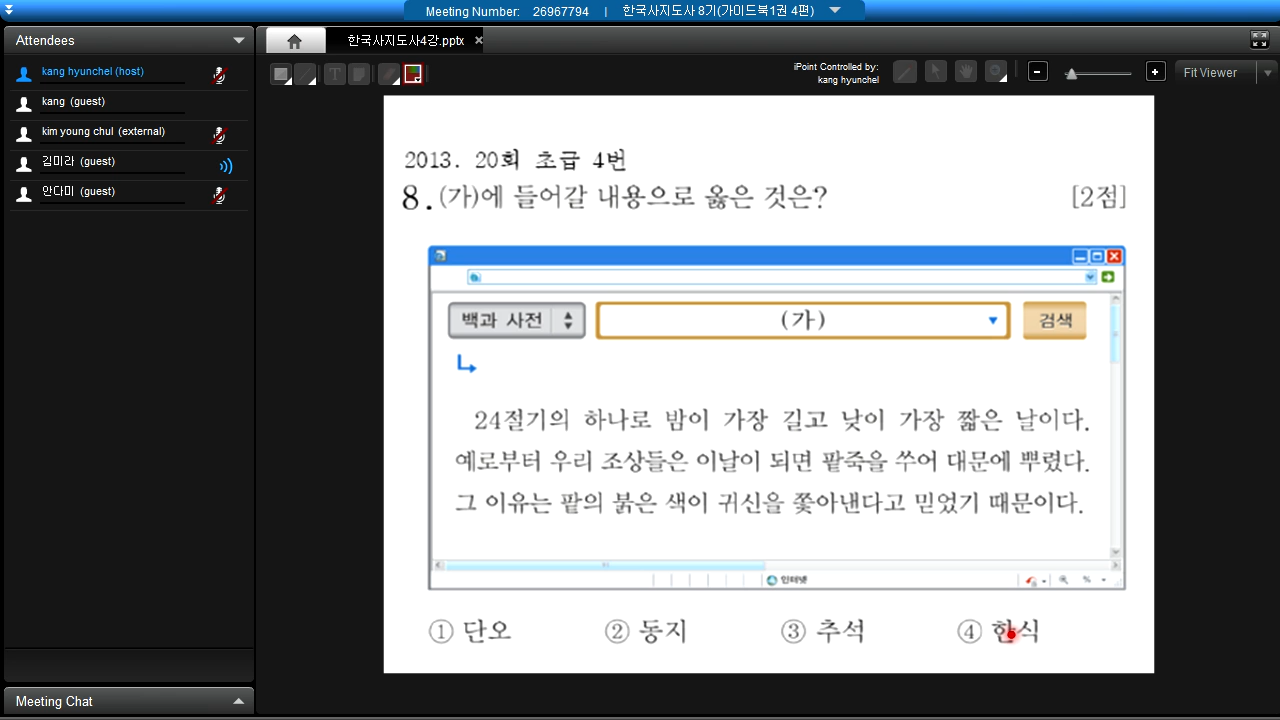 Meeting Number: 26967794 | 한국사지도사 8기(가이드북1권 4편)
Attendees
한국사지도사4강.pptx
kang hyunchel (host)
kang (guest)
kim young chul (external)
김미라 (guest)
안다미 (guest)
iPoint Controlled by:
kang hyunchel
Fit Viewer
2013. 20회 초급 4번
8. (가)에 들어갈 내용으로 옳은 것은? [2점]
백과 사전 (가) 검색
24절기의 하나로 밤이 가장 길고 낮이 가장 짧은 날이다.
예로부터 우리 조상들은 이날이 되면 팥죽을 쑤어 대문에 뿌렸다.
그 이유는 팥의 붉은 색이 귀신을 쫓아낸다고 믿었기 때문이다.
인터넷 %
① 단오 ② 동지 ③ 추석 ④ 한식
Meeting Chat